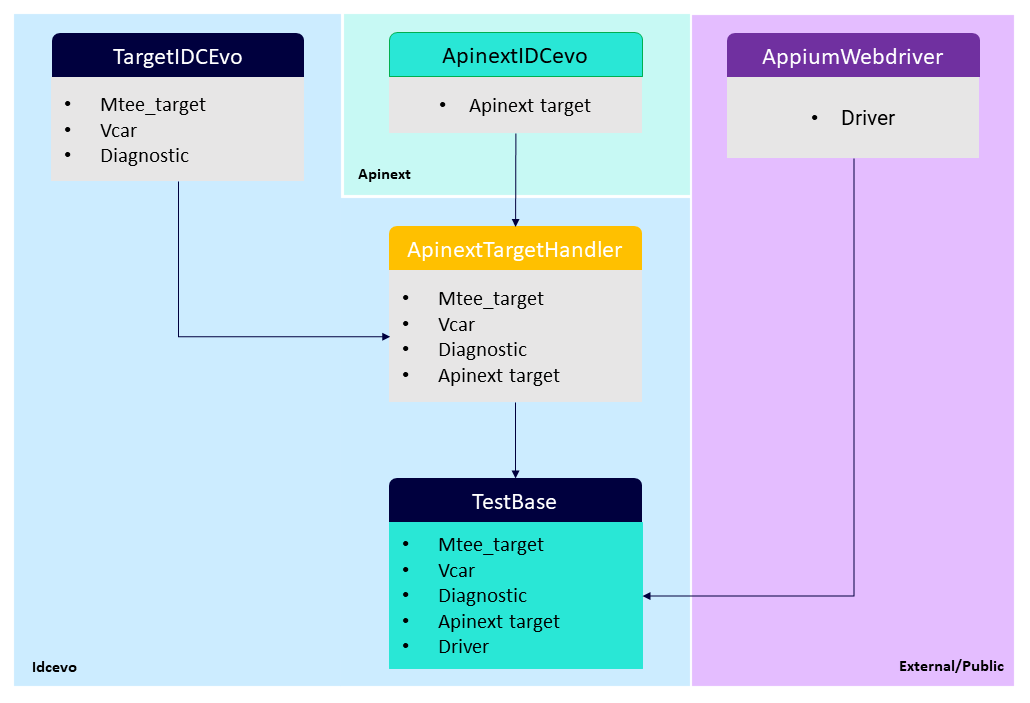 TargetIDCEvo
• Mtee_target
• Vcar
• Diagnostic
ApinextIDCevo
• Apinext target
Apinext
AppiumWebdriver
• Driver
ApinextTargetHandler
• Mtee_target
• Vcar
• Diagnostic
• Apinext target
TestBase
• Mtee_target
• Vcar
• Diagnostic
• Apinext target
• Driver
Idcevo
External/Public